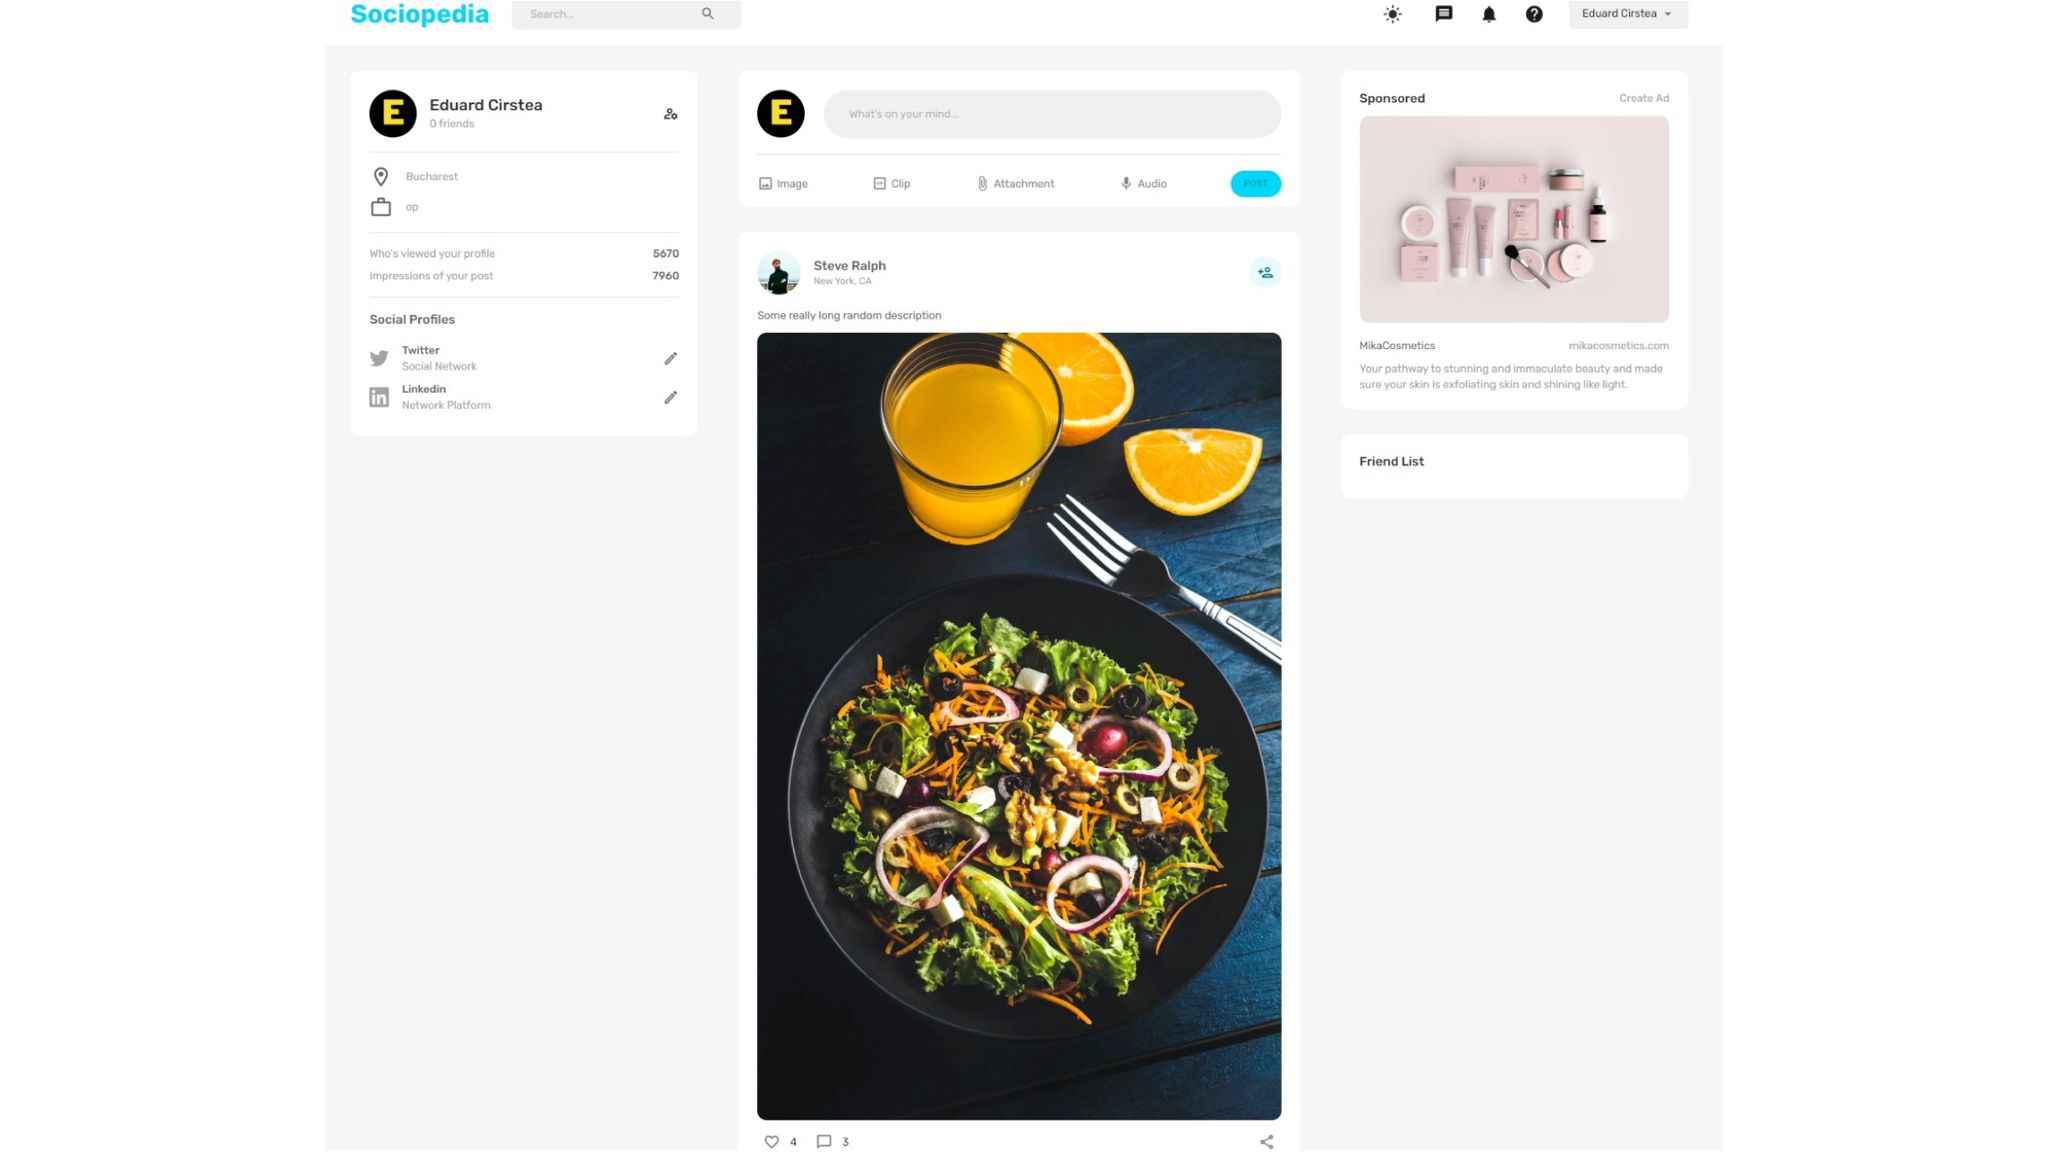 Sociopedia
Search...
Eduard Cirstea
E
Eduard Cirstea
0 friends
Bucharest
op
Who's viewed your profile 5670
Impressions of your post 7960
Social Profiles
Twitter
Social Network
Linkedin
Network Platform
E
What's on your mind...
Image Clip Attachment Audio POST
Steve Ralph
New York, CA
Some really long random description
4 3
Sponsored Create Ad
MikaCosmetics mikacosmetics.com
Your pathway to stunning and immaculate beauty and made
sure your skin is exfoliating skin and shining like light.
Friend List